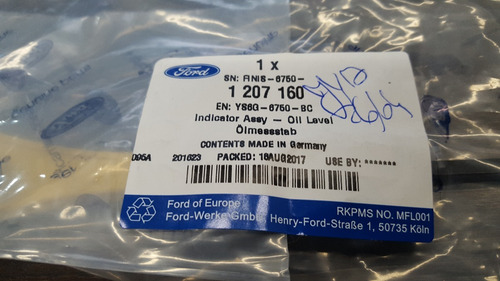 1 x
Ford
SN: FINIS-6750-
1 207 160
EN: YS6G-6750-BC
Indicator Assy - Oil Level
Ölmessstab
CONTENTS MADE IN Germany
D95A 201623 PACKED: 18AUG2017 USE BY: *******
Ford of Europe
Ford-Werke GmbH, Henry-Ford-Straße 1, 50735 Köln
RKPMS NO. MFL001